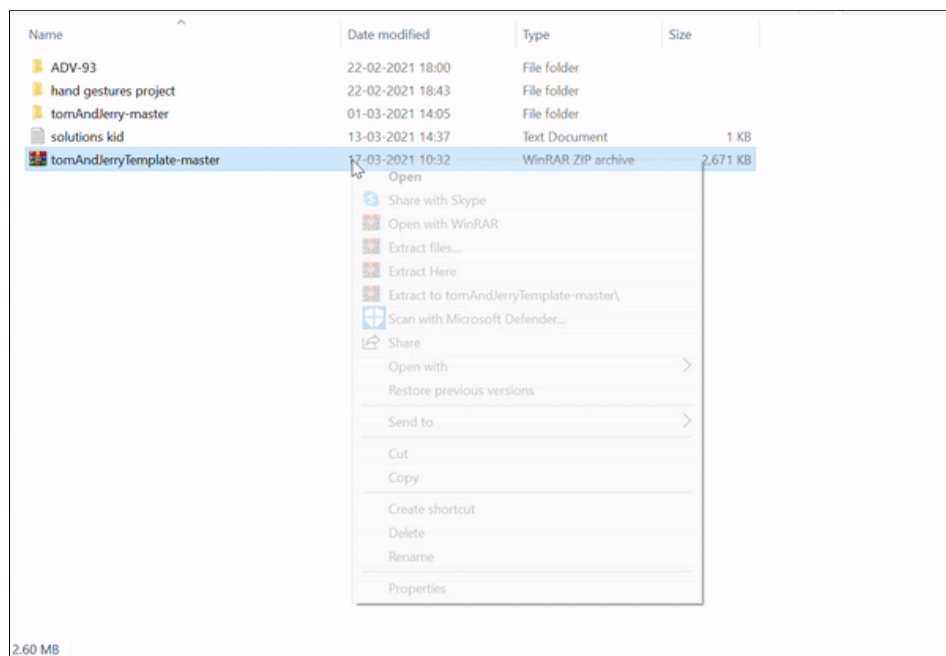 Name Date modified Type Size
ADV-93 22-02-2021 18:00 File folder
hand gestures project 22-02-2021 18:43 File folder
tomAndJerry-master 01-03-2021 14:05 File folder
solutions kid 13-03-2021 14:37 Text Document 1 KB
tomAndJerryTemplate-master 17-03-2021 10:32 WinRAR ZIP archive 2,671 KB
Open
Share with Skype
Open with WinRAR
Extract files...
Extract Here
Extract to tomAndJerryTemplate-master\
Scan with Microsoft Defender...
Share
Open with
Restore previous versions
Send to
Cut
Copy
Create shortcut
Delete
Rename
Properties
2.60 MB